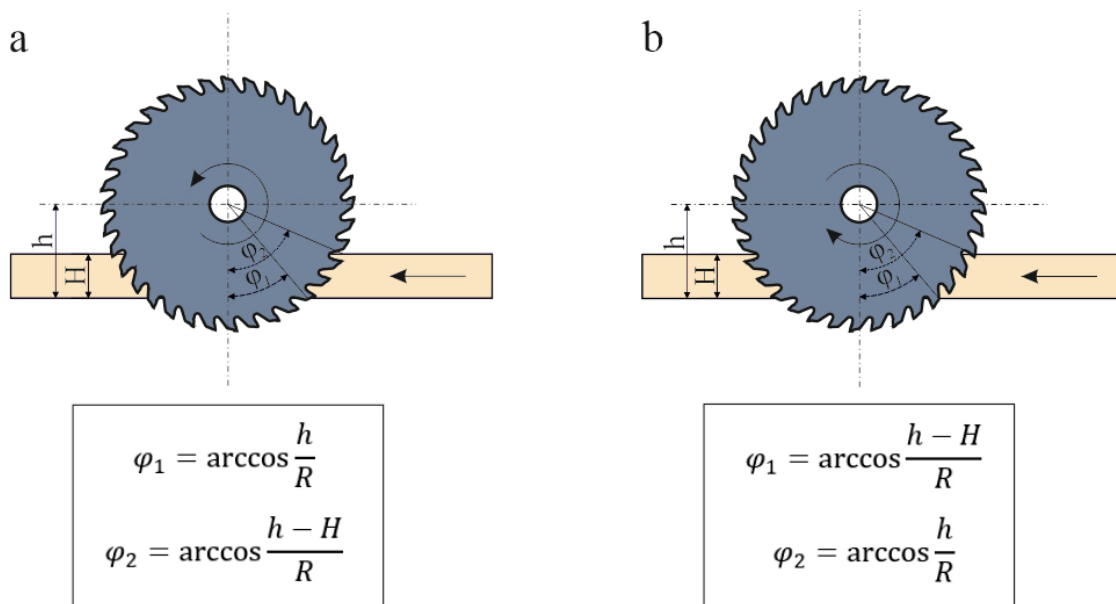 a
b
h
H
φ₂
φ₁
h
H
φ₂
φ₁
φ₁ = arccos h/R
φ₂ = arccos (h − H)/R
φ₁ = arccos (h − H)/R
φ₂ = arccos h/R